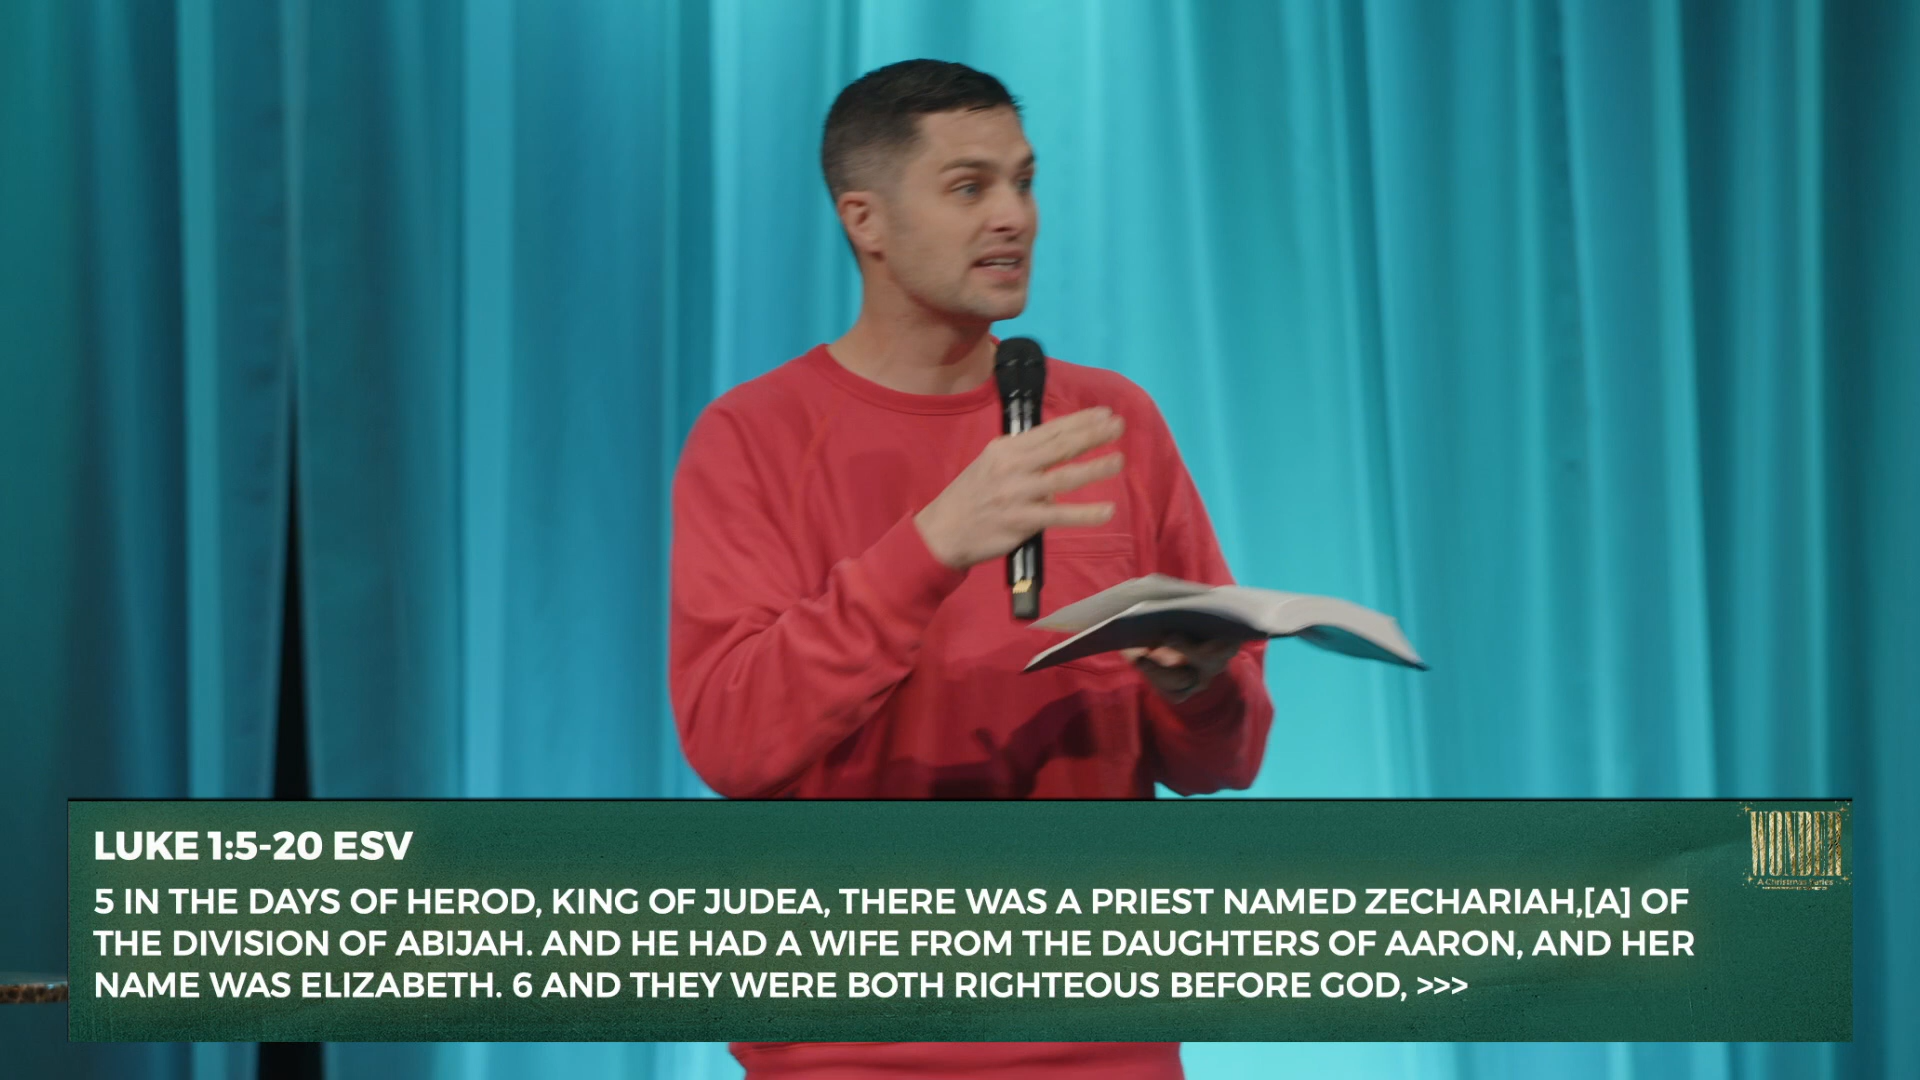 LUKE 1:5-20 ESV
5 IN THE DAYS OF HEROD, KING OF JUDEA, THERE WAS A PRIEST NAMED ZECHARIAH,[A] OF
THE DIVISION OF ABIJAH. AND HE HAD A WIFE FROM THE DAUGHTERS OF AARON, AND HER
NAME WAS ELIZABETH. 6 AND THEY WERE BOTH RIGHTEOUS BEFORE GOD, >>>
WONDER
A Christmas Series